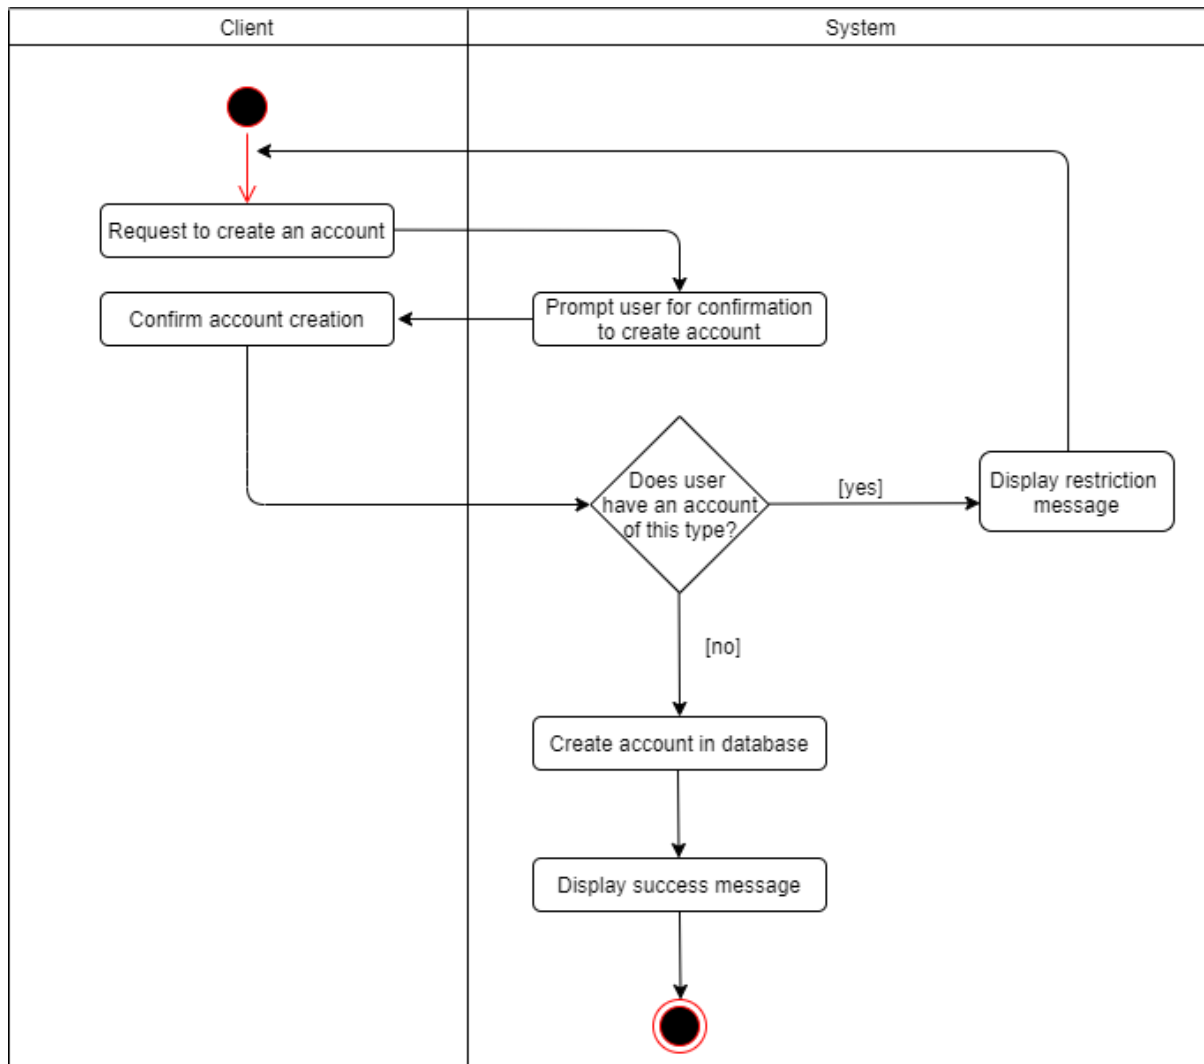 Client
System
Request to create an account
Confirm account creation
Prompt user for confirmation
to create account
Does user
have an account
of this type?
[yes]
Display restriction
message
[no]
Create account in database
Display success message